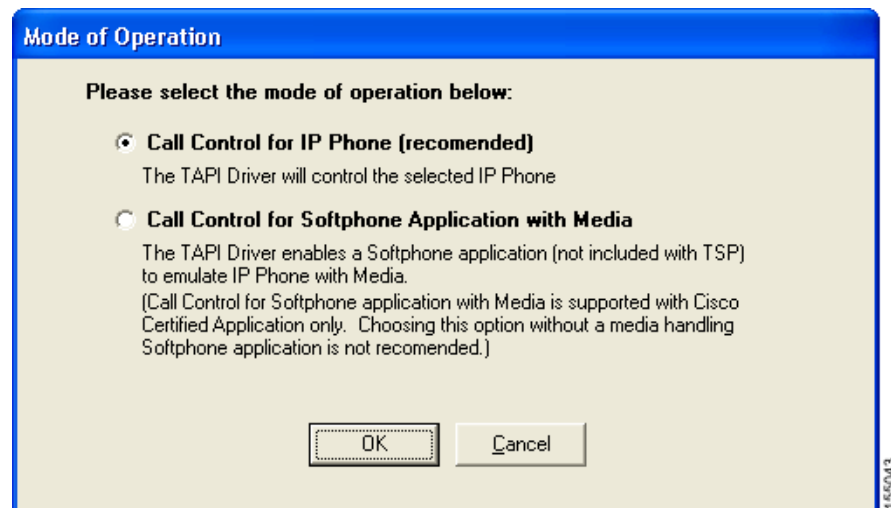 Mode of Operation
Please select the mode of operation below:
Call Control for IP Phone (recomended)
The TAPI Driver will control the selected IP Phone
Call Control for Softphone Application with Media
The TAPI Driver enables a Softphone application (not included with TSP)
to emulate IP Phone with Media.
(Call Control for Softphone application with Media is supported with Cisco
Certified Application only. Choosing this option without a media handling
Softphone application is not recomended.)
OK
Cancel
155043